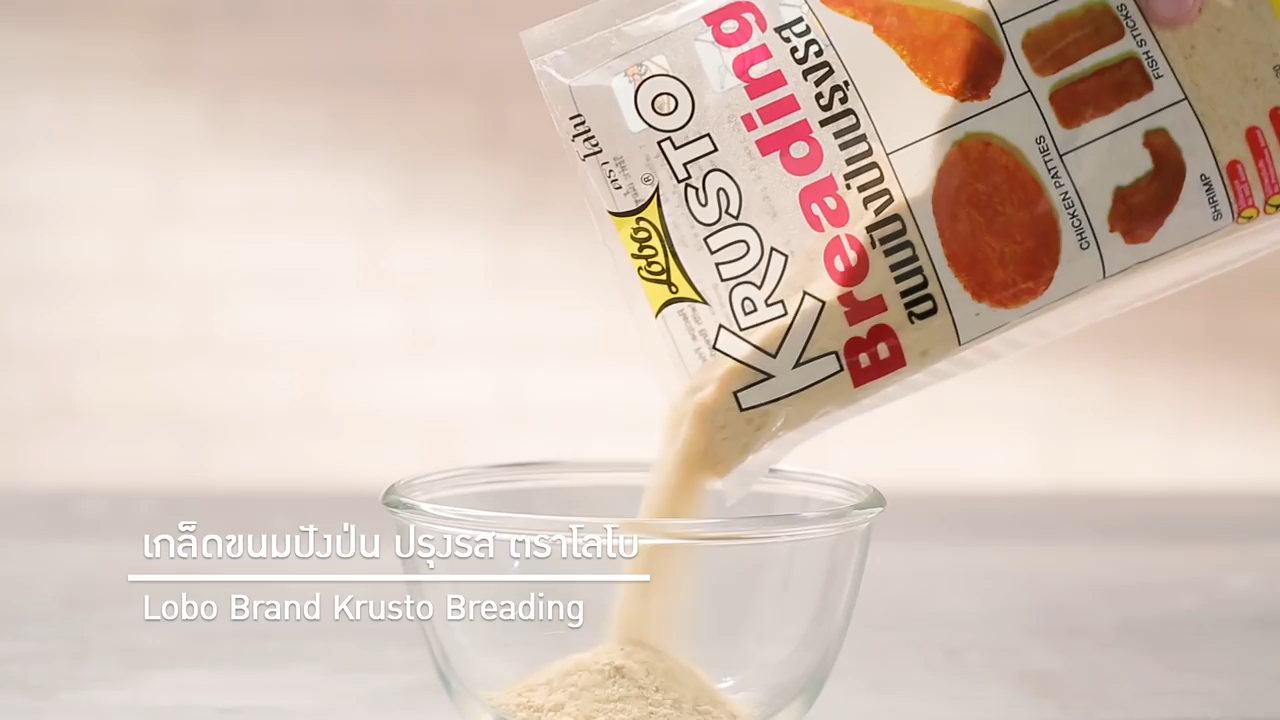 ตรา โลโบ
Lobo
®
KRUSTO
Breading
ขนมปังป่นปรุงรส
CHICKEN PATTIES
FISH STICKS
SHRIMP
เกล็ดขนมปังป่น ปรุงรส ตราโลโบ
Lobo Brand Krusto Breading